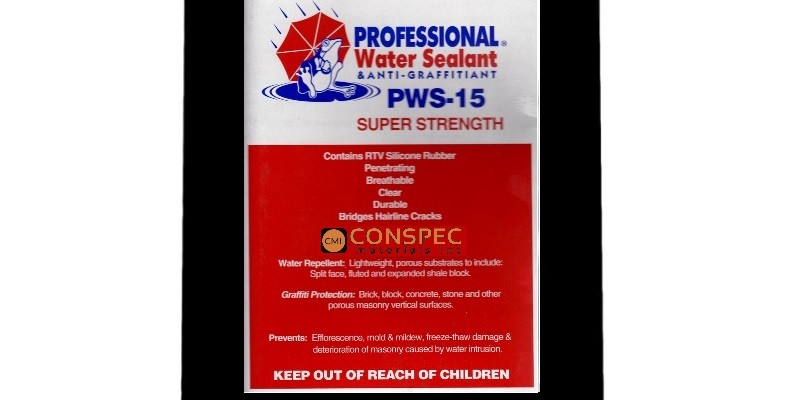 PROFESSIONAL®
Water Sealant
& ANTI-GRAFFITIANT
PWS-15
SUPER STRENGTH
Contains RTV Silicone Rubber
Penetrating
Breathable
Clear
Durable
Bridges Hairline Cracks
CMI CONSPEC
materials inc
Water Repellent: Lightweight, porous substrates to include:
Split face, fluted and expanded shale block.
Graffiti Protection: Brick, block, concrete, stone and other
porous masonry vertical surfaces.
Prevents: Efflorescence, mold & mildew, freeze-thaw damage &
deterioration of masonry caused by water intrusion.
KEEP OUT OF REACH OF CHILDREN